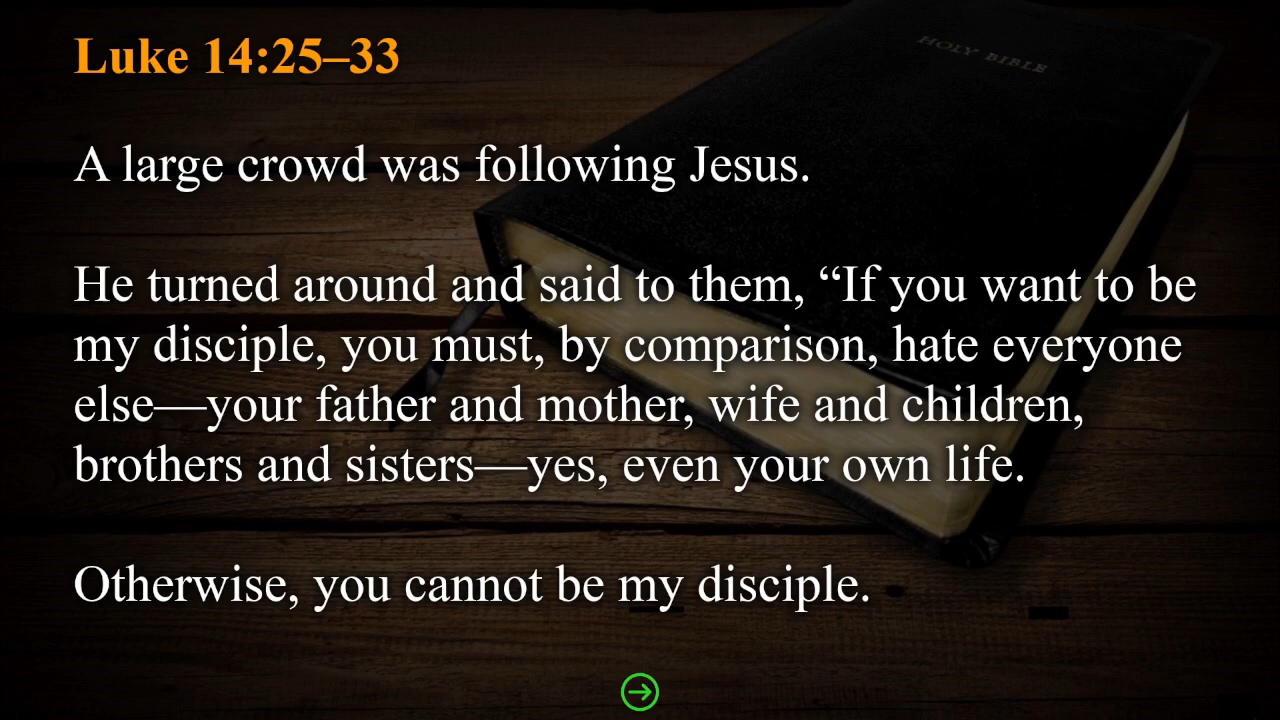 Luke 14:25–33
HOLY BIBLE
A large crowd was following Jesus.
He turned around and said to them, “If you want to be
my disciple, you must, by comparison, hate everyone
else—your father and mother, wife and children,
brothers and sisters—yes, even your own life.
Otherwise, you cannot be my disciple.